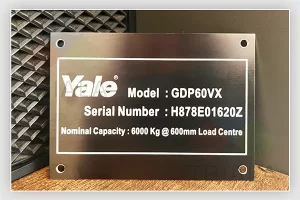 Yale® Model : GDP60VX
Serial Number : H878E01620Z
Nominal Capacity : 6000 Kg @ 600mm Load Centre